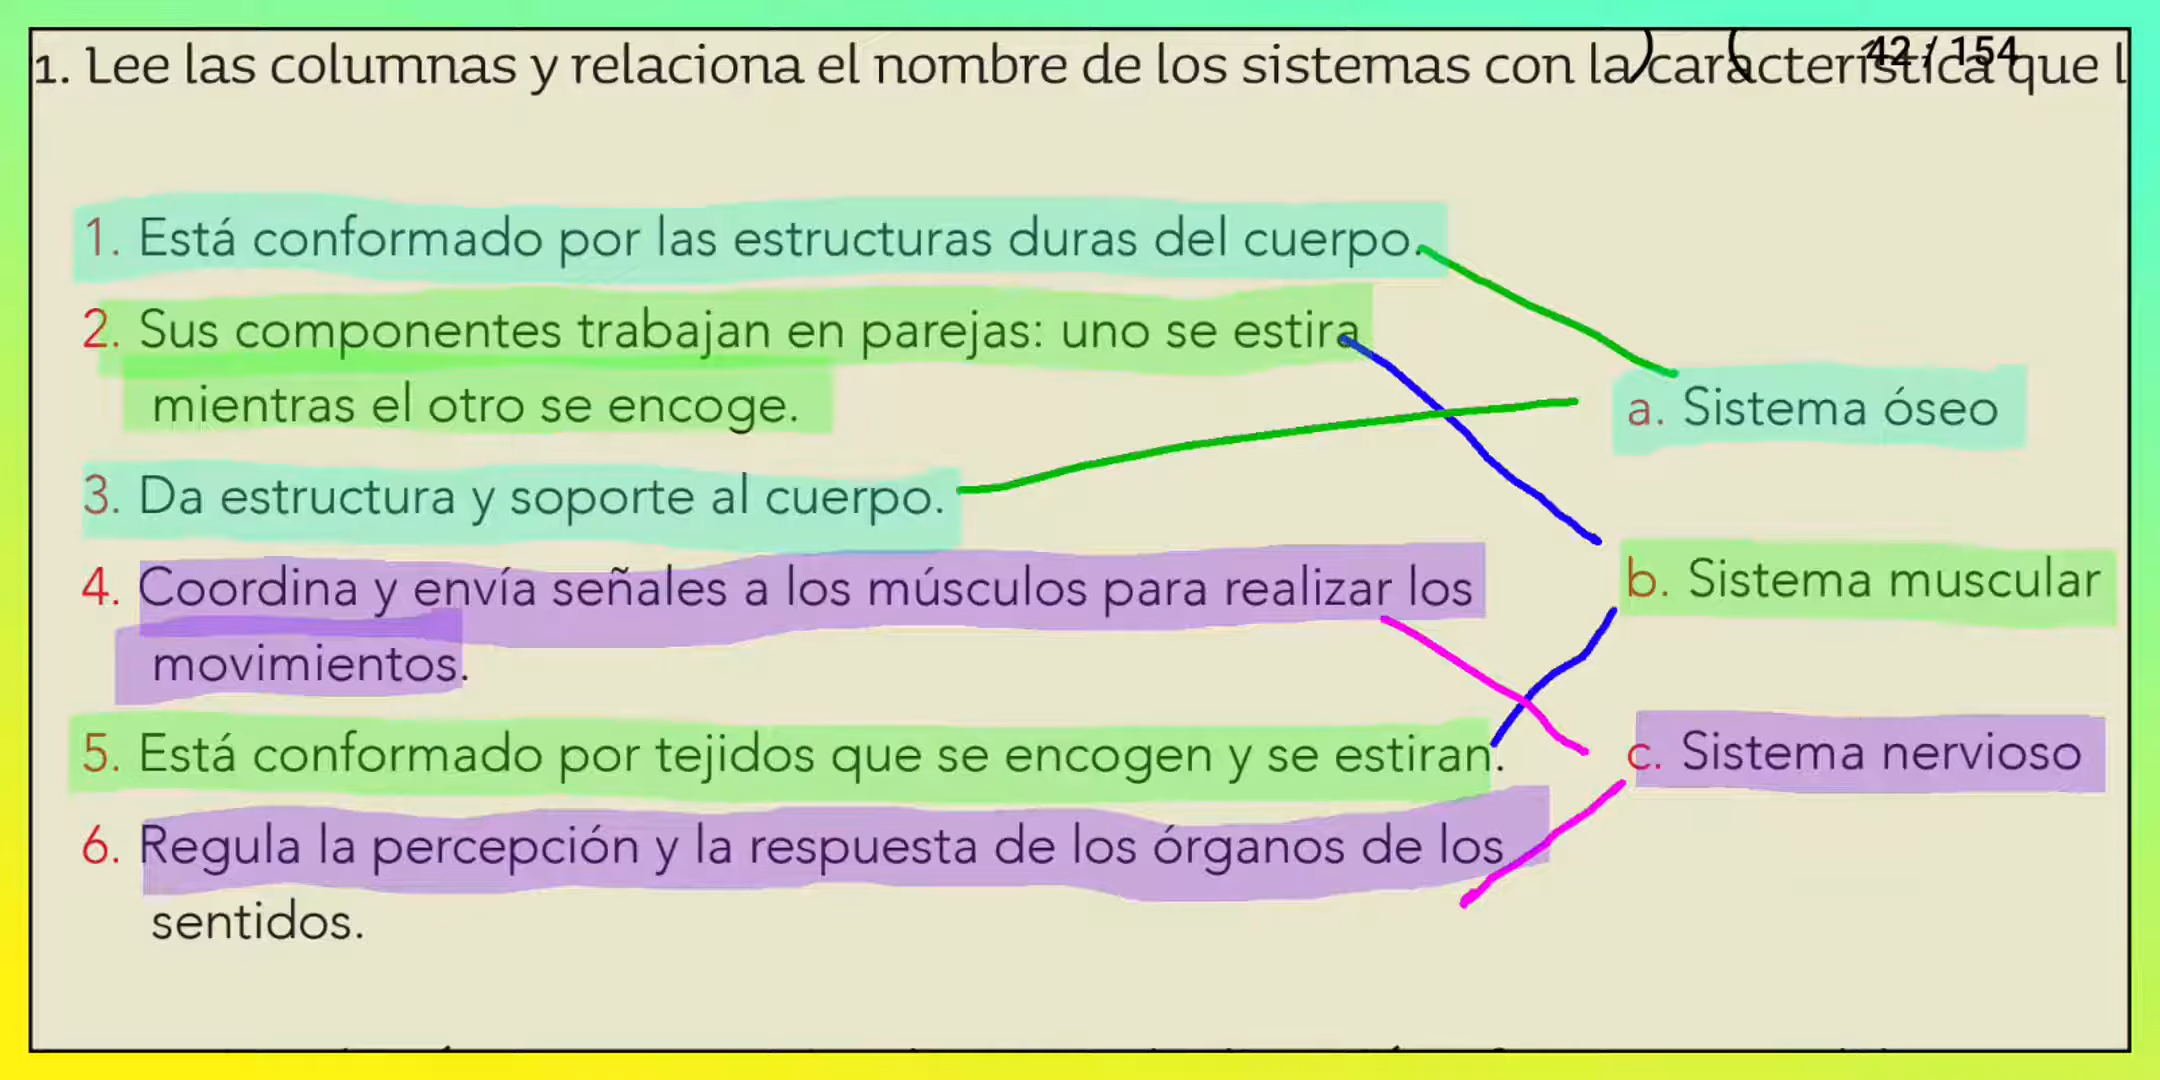 1. Lee las columnas y relaciona el nombre de los sistemas con la característica que l
42 / 154
1. Está conformado por las estructuras duras del cuerpo.
2. Sus componentes trabajan en parejas: uno se estira
mientras el otro se encoge.
3. Da estructura y soporte al cuerpo.
4. Coordina y envía señales a los músculos para realizar los
movimientos.
5. Está conformado por tejidos que se encogen y se estiran.
6. Regula la percepción y la respuesta de los órganos de los
sentidos.
a. Sistema óseo
b. Sistema muscular
c. Sistema nervioso